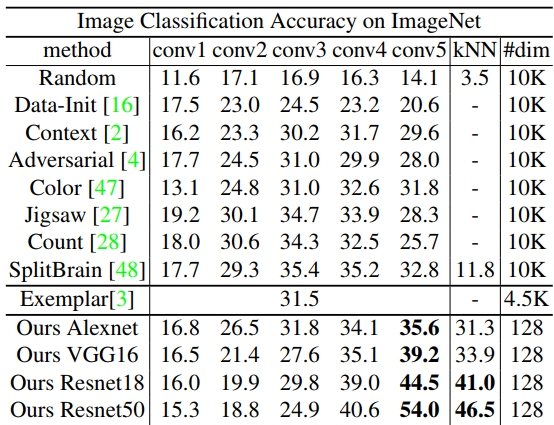 Image Classification Accuracy on ImageNet
method conv1 conv2 conv3 conv4 conv5 kNN #dim
Random 11.6 17.1 16.9 16.3 14.1 3.5 10K
Data-Init [16] 17.5 23.0 24.5 23.2 20.6 - 10K
Context [2] 16.2 23.3 30.2 31.7 29.6 - 10K
Adversarial [4] 17.7 24.5 31.0 29.9 28.0 - 10K
Color [47] 13.1 24.8 31.0 32.6 31.8 - 10K
Jigsaw [27] 19.2 30.1 34.7 33.9 28.3 - 10K
Count [28] 18.0 30.6 34.3 32.5 25.7 - 10K
SplitBrain [48] 17.7 29.3 35.4 35.2 32.8 11.8 10K
Exemplar[3] 31.5 - 4.5K
Ours Alexnet 16.8 26.5 31.8 34.1 35.6 31.3 128
Ours VGG16 16.5 21.4 27.6 35.1 39.2 33.9 128
Ours Resnet18 16.0 19.9 29.8 39.0 44.5 41.0 128
Ours Resnet50 15.3 18.8 24.9 40.6 54.0 46.5 128